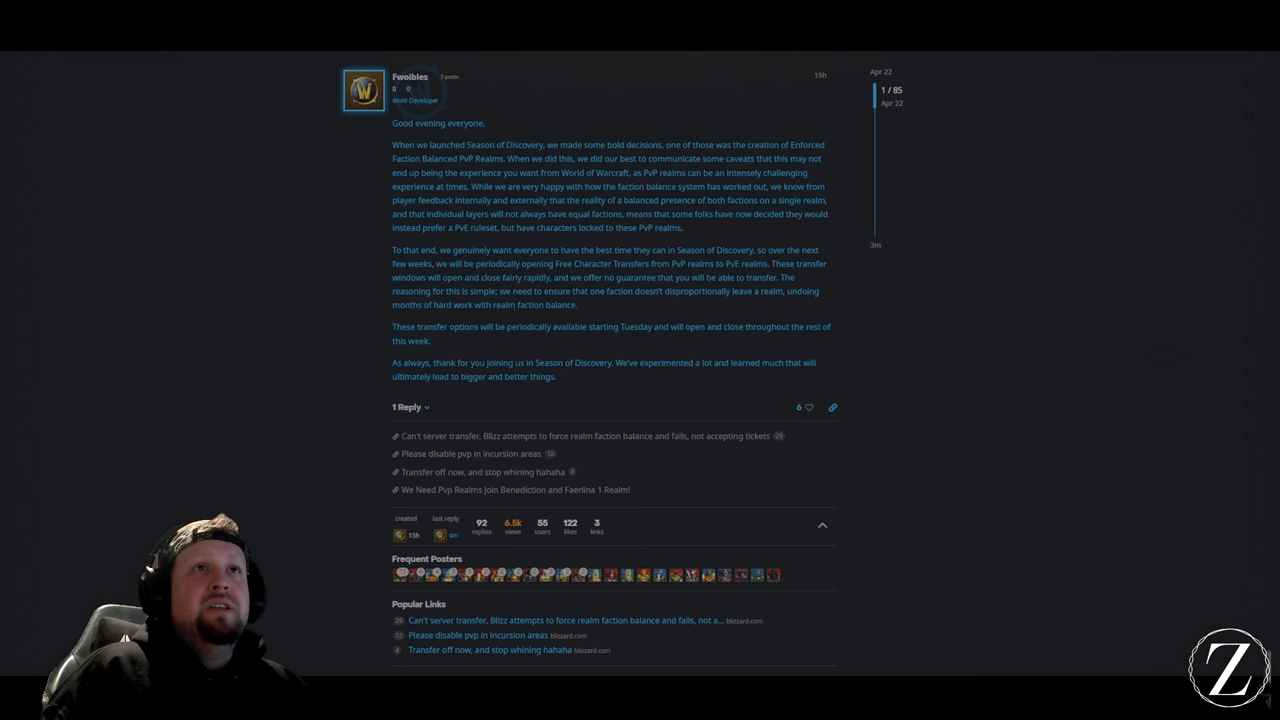 Fwoibles 7 posts 15h
0 0
WoW Developer
Good evening everyone,
When we launched Season of Discovery, we made some bold decisions, one of those was the creation of Enforced
Faction Balanced PvP Realms. When we did this, we did our best to communicate some caveats that this may not
end up being the experience you want from World of Warcraft, as PvP realms can be an intensely challenging
experience at times. While we are very happy with how the faction balance system has worked out, we know from
player feedback internally and externally that the reality of a balanced presence of both factions on a single realm,
and that individual layers will not always have equal factions, means that some folks have now decided they would
instead prefer a PvE ruleset, but have characters locked to these PvP realms.
To that end, we genuinely want everyone to have the best time they can in Season of Discovery, so over the next
few weeks, we will be periodically opening Free Character Transfers from PvP realms to PvE realms. These transfer
windows will open and close fairly rapidly, and we offer no guarantee that you will be able to transfer. The
reasoning for this is simple; we need to ensure that one faction doesn't disproportionally leave a realm, undoing
months of hard work with realm faction balance.
These transfer options will be periodically available starting Tuesday and will open and close throughout the rest of
this week.
As always, thank for you joining us in Season of Discovery. We've experimented a lot and learned much that will
ultimately lead to bigger and better things.
1 Reply 6
Can't server transfer, Blizz attempts to force realm faction balance and fails, not accepting tickets 29
Please disable pvp in incursion areas 12
Transfer off now, and stop whining hahaha 4
We Need Pvp Realms Join Benediction and Faerlina 1 Realm!
created last reply 92 6.5k 55 122 3
15h 4m replies views users likes links
Frequent Posters
Popular Links
29 Can't server transfer, Blizz attempts to force realm faction balance and fails, not a... blizzard.com
12 Please disable pvp in incursion areas blizzard.com
4 Transfer off now, and stop whining hahaha blizzard.com
Apr 22
1 / 85
Apr 22
3m
Z